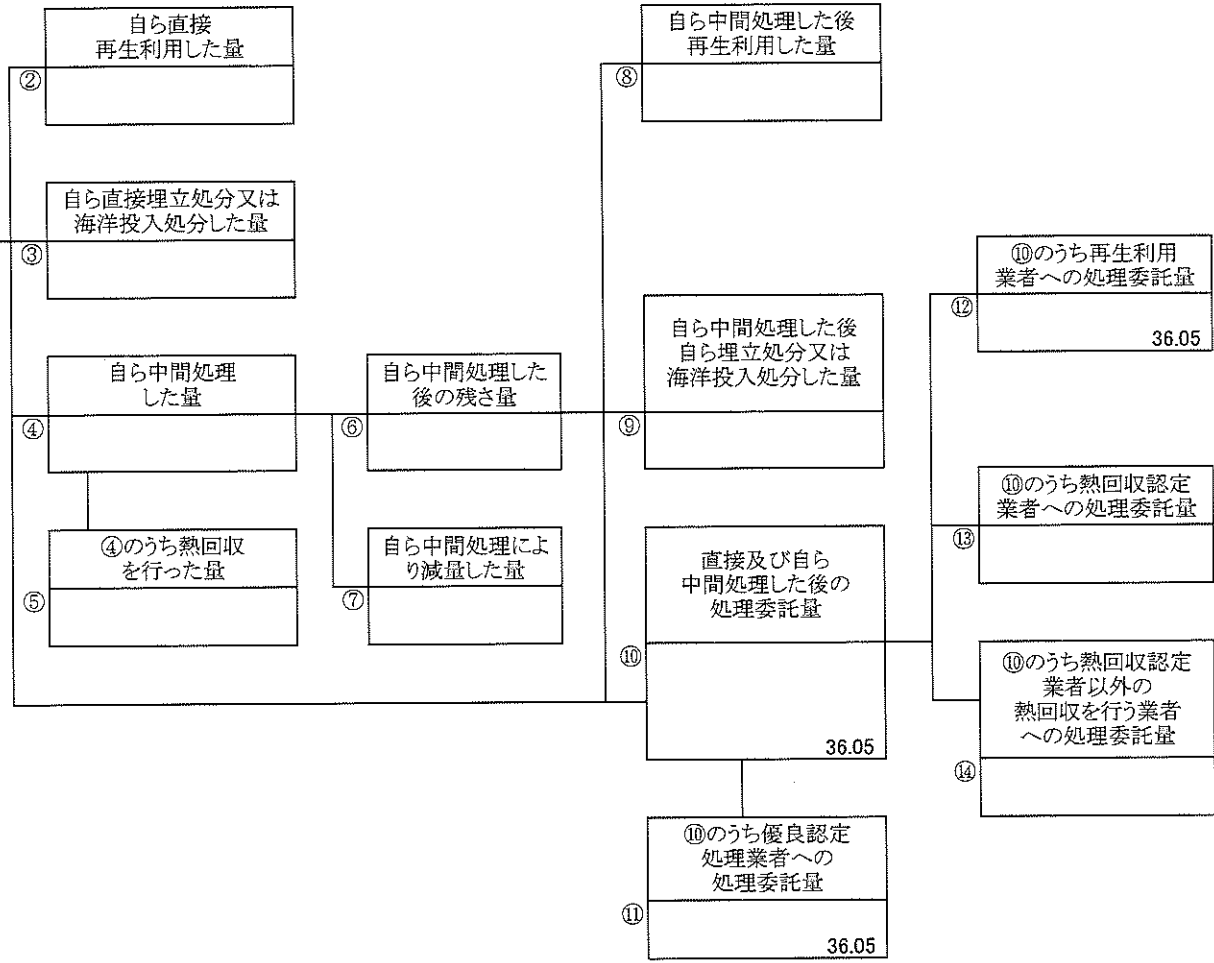 自ら直接
再生利用した量
②
自ら直接埋立処分又は
海洋投入処分した量
③
自ら中間処理
した量
④
④のうち熱回収
を行った量
⑤
自ら中間処理した
後の残さ量
⑥
自ら中間処理によ
り減量した量
⑦
自ら中間処理した後
再生利用した量
⑧
自ら中間処理した後
自ら埋立処分又は
海洋投入処分した量
⑨
直接及び自ら
中間処理した後の
処理委託量
⑩
36.05
⑩のうち優良認定
処理業者への
処理委託量
⑪
36.05
⑩のうち再生利用
業者への処理委託量
⑫
36.05
⑩のうち熱回収認定
業者への処理委託量
⑬
⑩のうち熱回収認定
業者以外の
熱回収を行う業者
への処理委託量
⑭